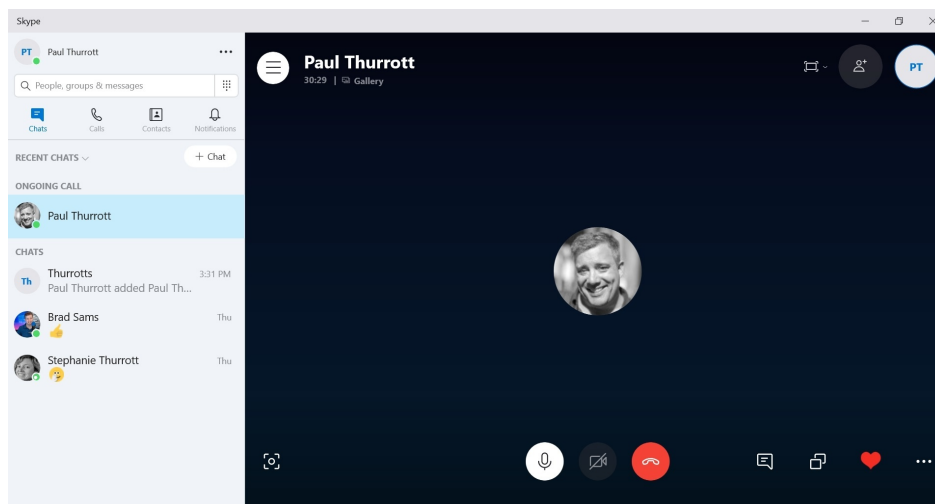 Skype
PT Paul Thurrott
People, groups & messages
Chats Calls Contacts Notifications
RECENT CHATS + Chat
ONGOING CALL
Paul Thurrott
CHATS
Th Thurrotts 3:31 PM
Paul Thurrott added Paul Th...
Brad Sams Thu
Stephanie Thurrott Thu
Paul Thurrott
30:29 | Gallery
PT